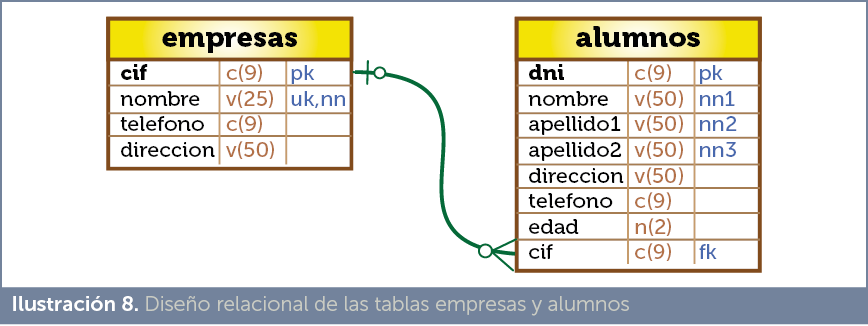 empresas
cif c(9) pk
nombre v(25) uk,nn
telefono c(9)
direccion v(50)
alumnos
dni c(9) pk
nombre v(50) nn1
apellido1 v(50) nn2
apellido2 v(50) nn3
direccion v(50)
telefono c(9)
edad n(2)
cif c(9) fk
Ilustración 8. Diseño relacional de las tablas empresas y alumnos